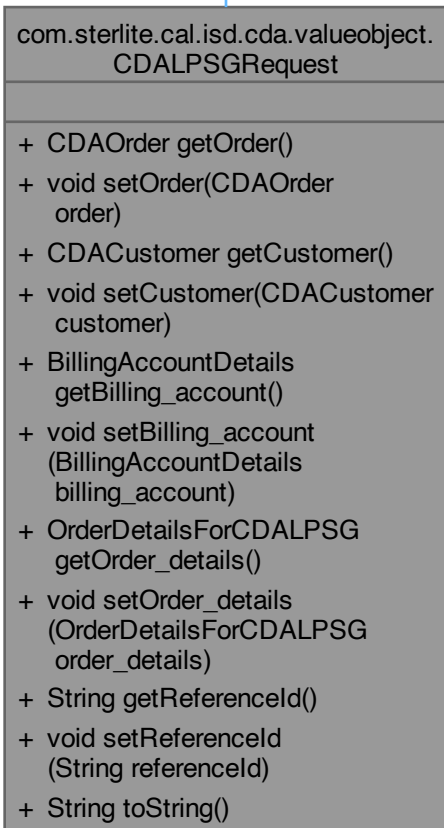 com.sterlite.cal.isd.cda.valueobject.
CDALPSGRequest
+ CDAOrder getOrder()
+ void setOrder(CDAOrder
order)
+ CDACustomer getCustomer()
+ void setCustomer(CDACustomer
customer)
+ BillingAccountDetails
getBilling_account()
+ void setBilling_account
(BillingAccountDetails
billing_account)
+ OrderDetailsForCDALPSG
getOrder_details()
+ void setOrder_details
(OrderDetailsForCDALPSG
order_details)
+ String getReferenceId()
+ void setReferenceId
(String referenceId)
+ String toString()